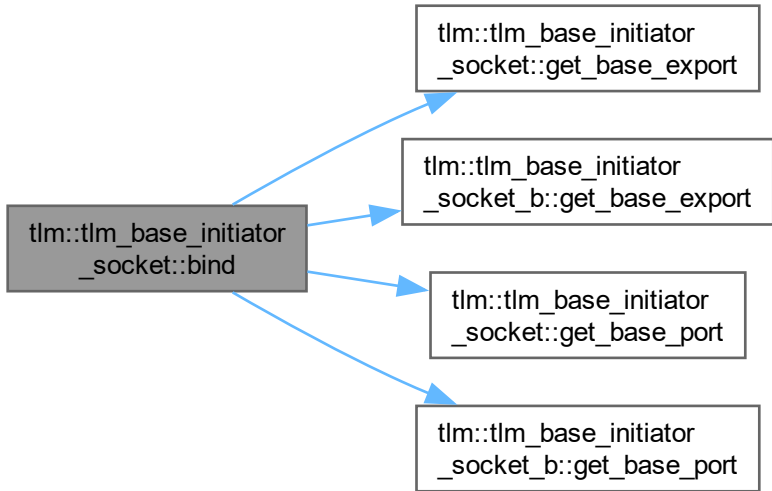 tlm::tlm_base_initiator
_socket::get_base_export
tlm::tlm_base_initiator
_socket_b::get_base_export
tlm::tlm_base_initiator
_socket::bind
tlm::tlm_base_initiator
_socket::get_base_port
tlm::tlm_base_initiator
_socket_b::get_base_port